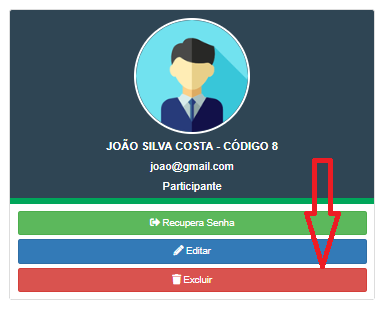 JOÃO SILVA COSTA - CÓDIGO 8
joao@gmail.com
Participante
Recupera Senha
Editar
Excluir